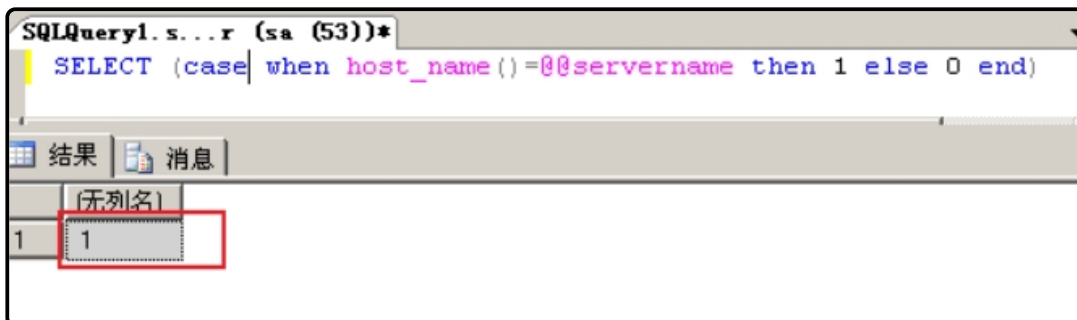 SQLQuery1.s...r (sa (53))*
SELECT (case when host_name()=@@servername then 1 else 0 end)
结果 消息
(无列名)
1 1